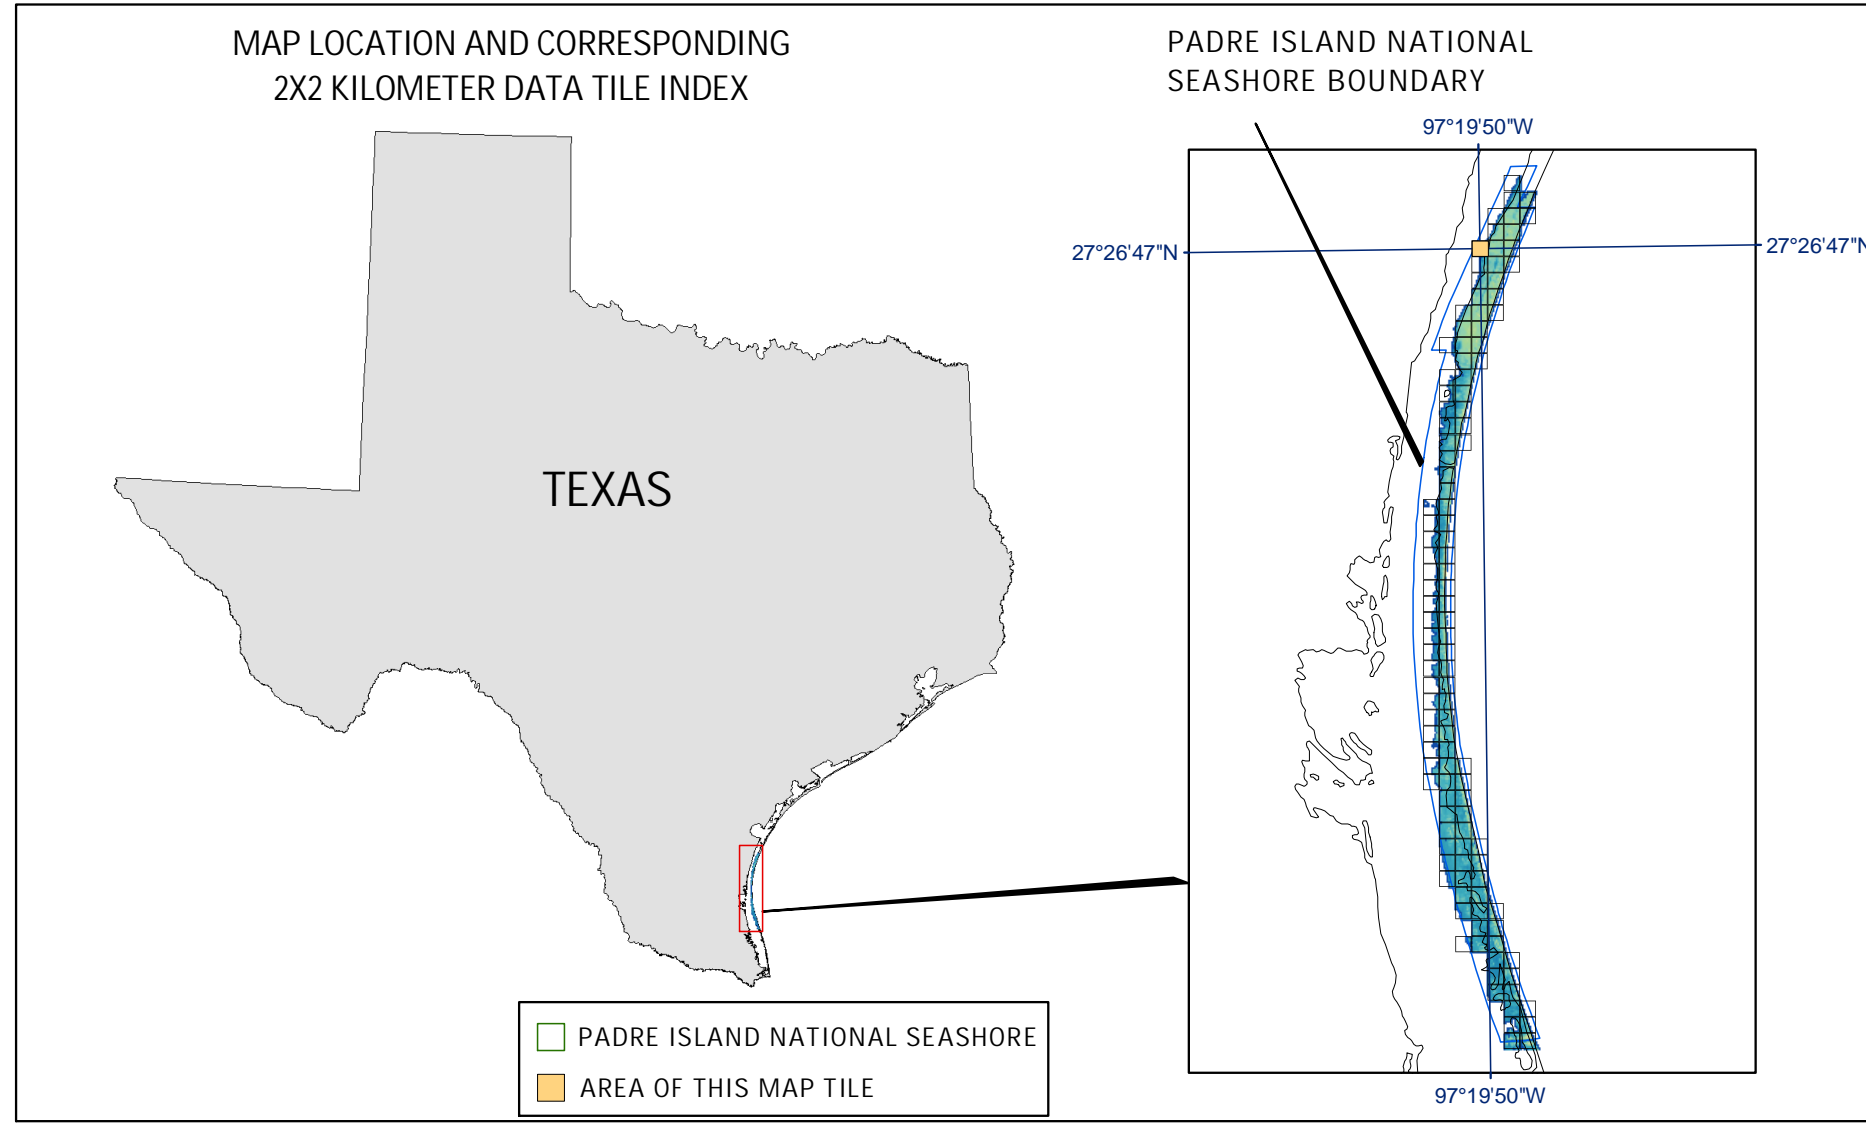 MAP LOCATION AND CORRESPONDING
2X2 KILOMETER DATA TILE INDEX
PADRE ISLAND NATIONAL
SEASHORE BOUNDARY
97°19'50"W
27°26'47"N
27°26'47"N
TEXAS
PADRE ISLAND NATIONAL SEASHORE
AREA OF THIS MAP TILE
97°19'50"W